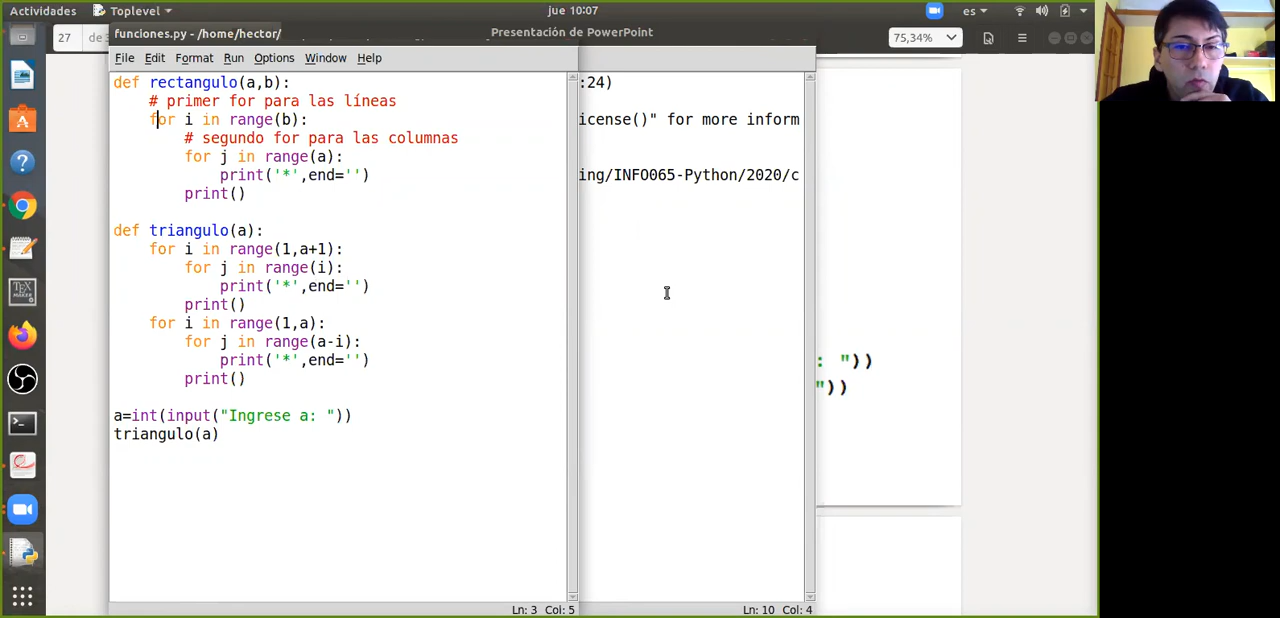 Actividades
Toplevel
jue 10:07
es
27
de 3
funciones.py - /home/hector/
Presentación de PowerPoint
75,34%
File Edit Format Run Options Window Help
def rectangulo(a,b):
    # primer for para las líneas
    for i in range(b):
        # segundo for para las columnas
        for j in range(a):
            print('*',end='')
        print()
def triangulo(a):
    for i in range(1,a+1):
        for j in range(i):
            print('*',end='')
        print()
    for i in range(1,a):
        for j in range(a-i):
            print('*',end='')
        print()
a=int(input("Ingrese a: "))
triangulo(a)
Ln: 3 Col: 5
:24)
icense()" for more inform
ing/INFO065-Python/2020/c
Ln: 10 Col: 4
: "))
"))
TEX
MAKER